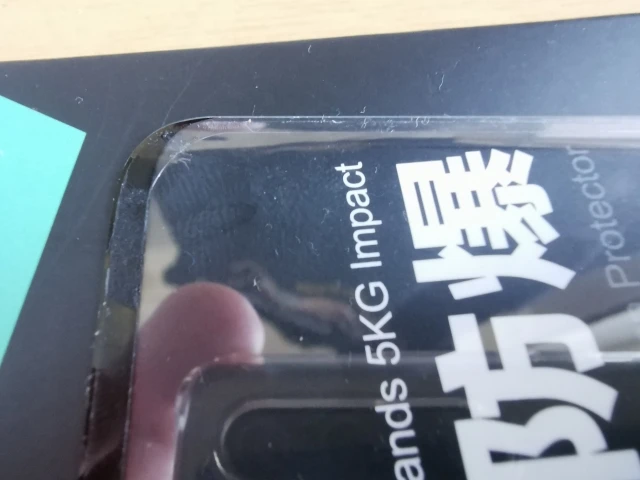 ands 5KG Impact
防爆
Protector